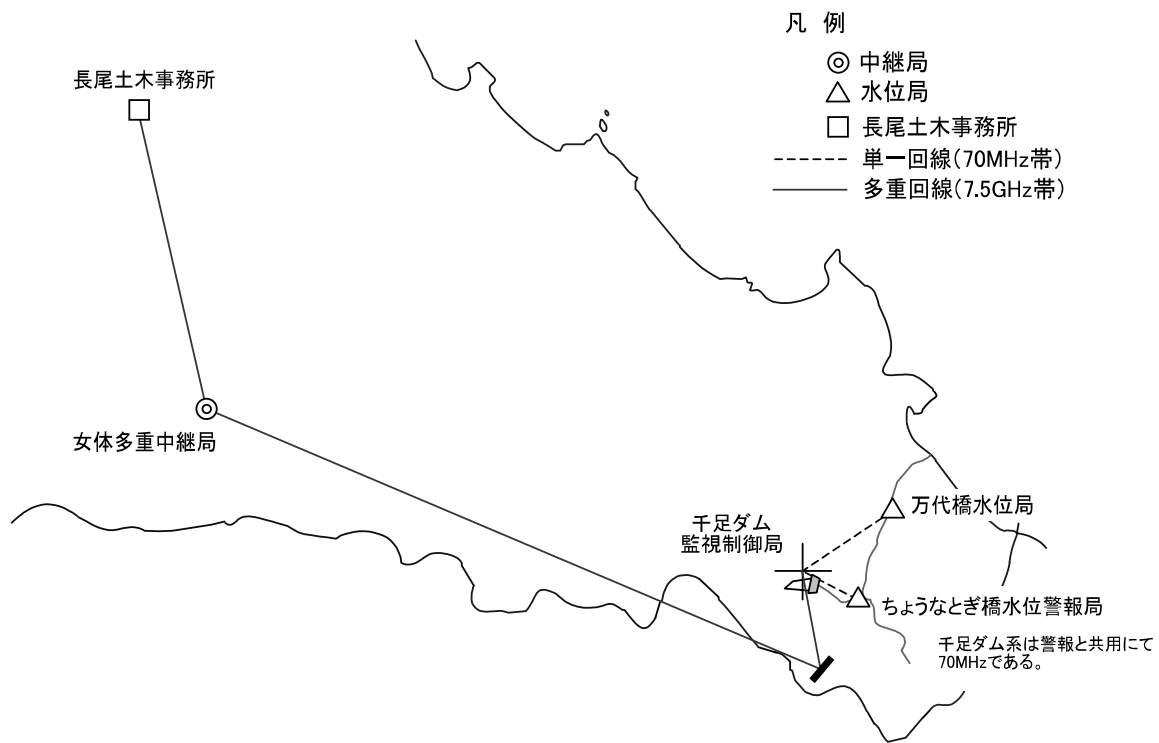 凡 例
中継局
水位局
長尾土木事務所
単一回線(70MHz帯)
多重回線(7.5GHz帯)
長尾土木事務所
女体多重中継局
千足ダム
監視制御局
万代橋水位局
ちょうなとぎ橋水位警報局
千足ダム系は警報と共用にて
70MHzである。